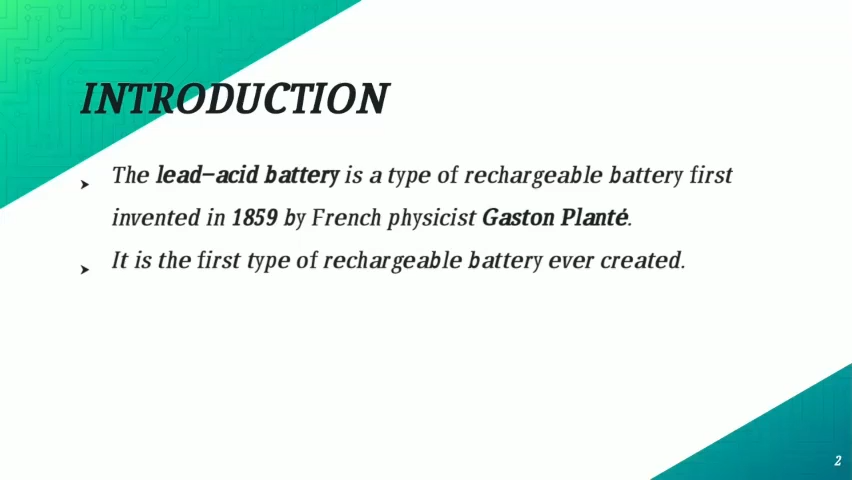 INTRODUCTION
➤ The lead-acid battery is a type of rechargeable battery first
invented in 1859 by French physicist Gaston Planté.
➤ It is the first type of rechargeable battery ever created.
2